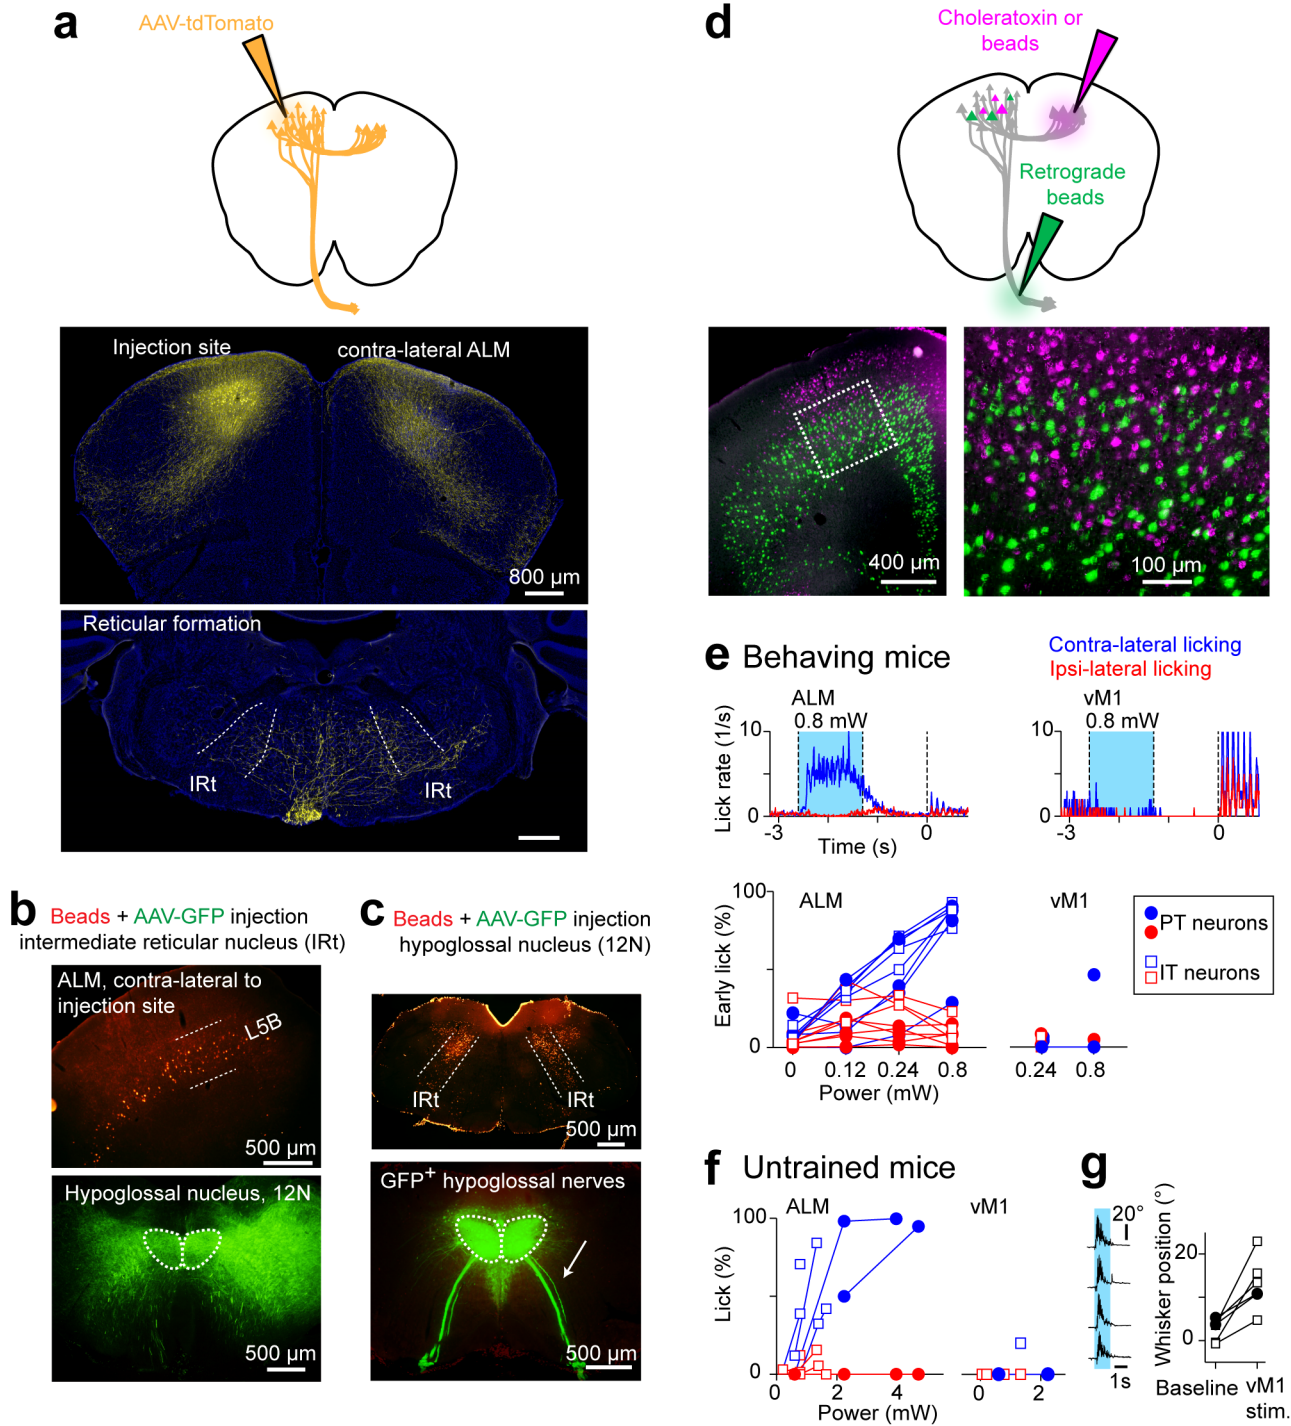 a
AAV-tdTomato
Injection site
contra-lateral ALM
800 µm
Reticular formation
IRt
IRt
b
Beads + AAV-GFP injection
intermediate reticular nucleus (IRt)
ALM, contra-lateral to
injection site
L5B
500 µm
Hypoglossal nucleus, 12N
500 µm
c
Beads + AAV-GFP injection
hypoglossal nucleus (12N)
IRt
IRt
500 µm
GFP+ hypoglossal nerves
500 µm
d
Choleratoxin or
beads
Retrograde
beads
400 µm
100 µm
e Behaving mice
Contra-lateral licking
Ipsi-lateral licking
ALM
0.8 mW
Lick rate (1/s)
10
0
-3
0
Time (s)
vM1
0.8 mW
10
0
-3
0
ALM
Early lick (%)
100
0
0
0.12
0.24
0.8
Power (mW)
vM1
0.24
0.8
PT neurons
IT neurons
f Untrained mice
ALM
Lick (%)
100
0
0
2
4
Power (mW)
vM1
0
2
g
20°
1s
Whisker position (°)
20
0
Baseline
vM1
stim.